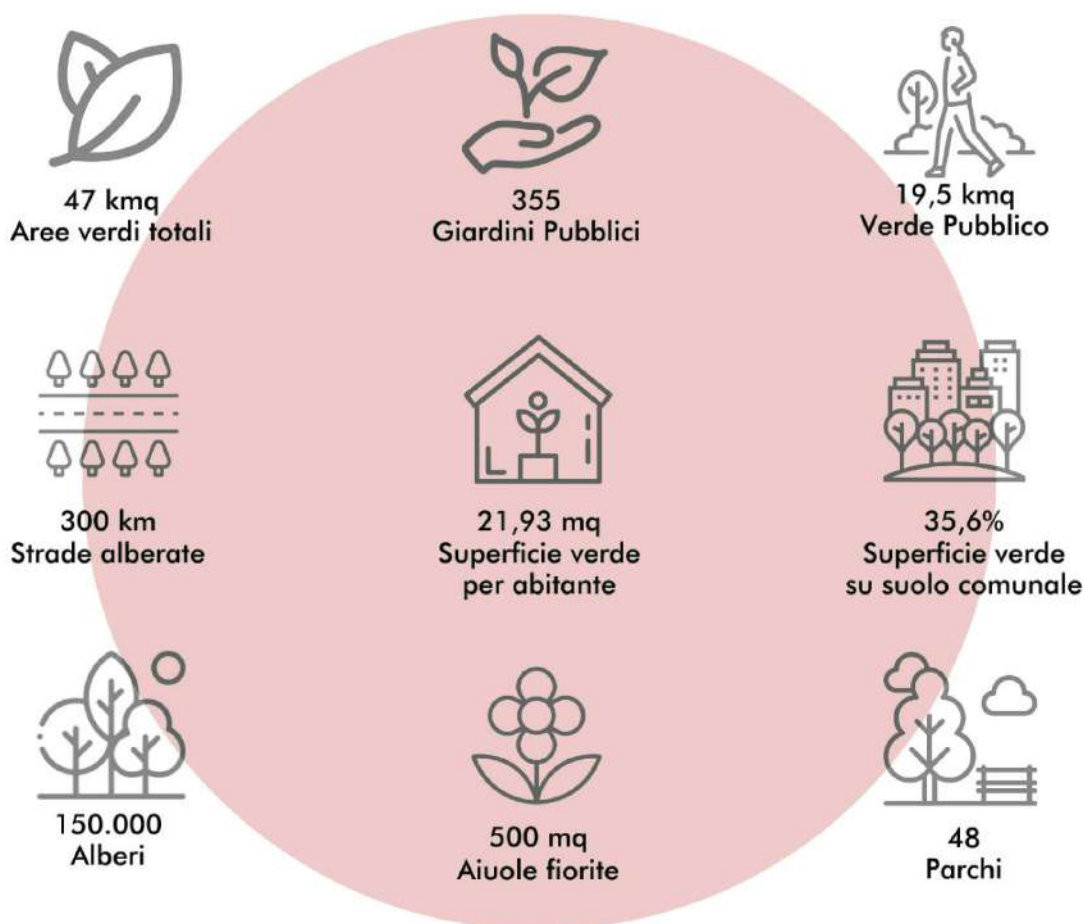 47 kmq
Aree verdi totali
355
Giardini Pubblici
19,5 kmq
Verde Pubblico
300 km
Strade alberate
21,93 mq
Superficie verde
per abitante
35,6%
Superficie verde
su suolo comunale
150.000
Alberi
500 mq
Aiuole fiorite
48
Parchi